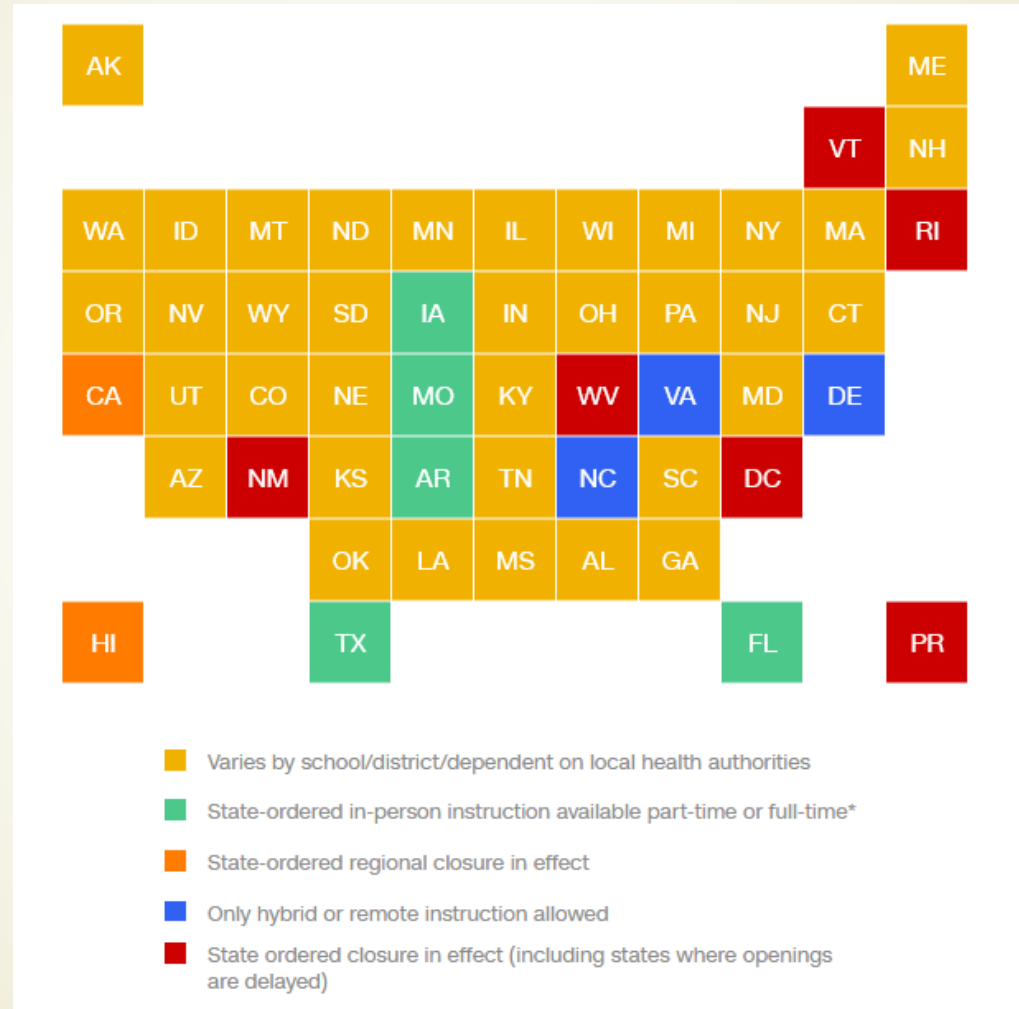 AK ME
VT NH
WA ID MT ND MN IL WI MI NY MA RI
OR NV WY SD IA IN OH PA NJ CT
CA UT CO NE MO KY WV VA MD DE
AZ NM KS AR TN NC SC DC
OK LA MS AL GA
HI TX FL PR
Varies by school/district/dependent on local health authorities
State-ordered in-person instruction available part-time or full-time*
State-ordered regional closure in effect
Only hybrid or remote instruction allowed
State ordered closure in effect (including states where openings
are delayed)